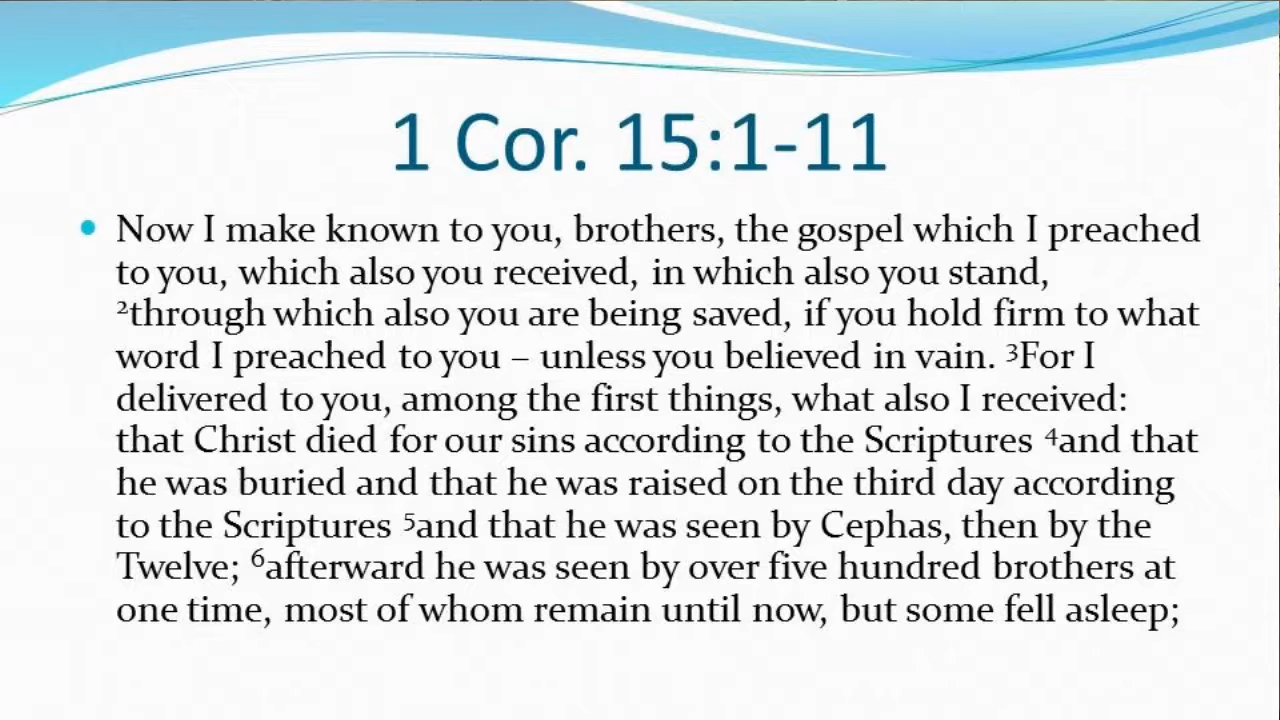 1 Cor. 15:1-11
• Now I make known to you, brothers, the gospel which I preached
to you, which also you received, in which also you stand,
²through which also you are being saved, if you hold firm to what
word I preached to you – unless you believed in vain. ³For I
delivered to you, among the first things, what also I received:
that Christ died for our sins according to the Scriptures ⁴and that
he was buried and that he was raised on the third day according
to the Scriptures ⁵and that he was seen by Cephas, then by the
Twelve; ⁶afterward he was seen by over five hundred brothers at
one time, most of whom remain until now, but some fell asleep;